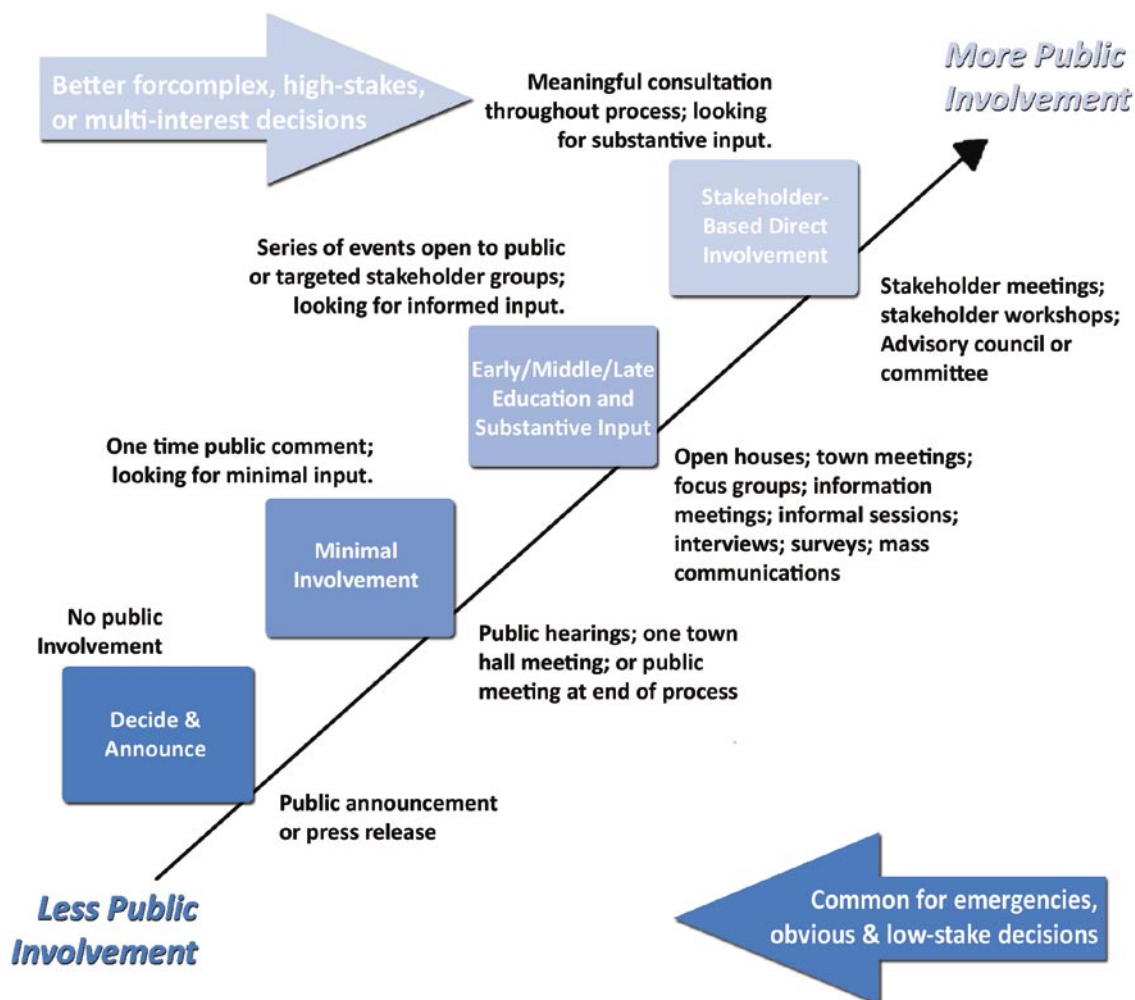 Better forcomplex, high-stakes,
or multi-interest decisions
More Public
Involvement
Meaningful consultation
throughout process; looking
for substantive input.
Stakeholder-
Based Direct
Involvement
Stakeholder meetings;
stakeholder workshops;
Advisory council or
committee
Series of events open to public
or targeted stakeholder groups;
looking for informed input.
Early/Middle/Late
Education and
Substantive Input
Open houses; town meetings;
focus groups; information
meetings; informal sessions;
interviews; surveys; mass
communications
One time public comment;
looking for minimal input.
Minimal
Involvement
Public hearings; one town
hall meeting; or public
meeting at end of process
No public
Involvement
Decide &
Announce
Public announcement
or press release
Less Public
Involvement
Common for emergencies,
obvious & low-stake decisions